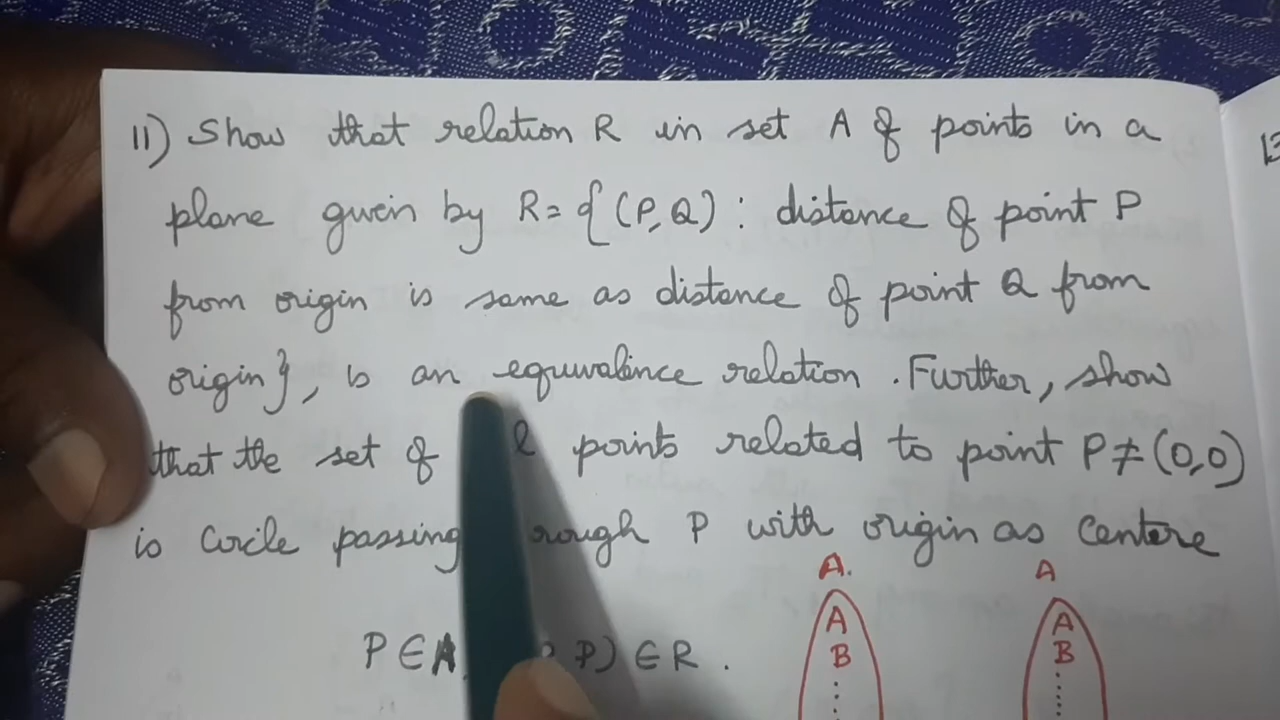 11) Show that relation R in set A of points in a
plane given by R = {(P,Q) : distance of point P
from origin is same as distance of point Q from
origin}, is an equivalence relation. Further, show
that the set of points related to point P ≠ (0,0)
is circle passing P with origin as centere
A. A
A A
B B
P ∈ A P) ∈ R .